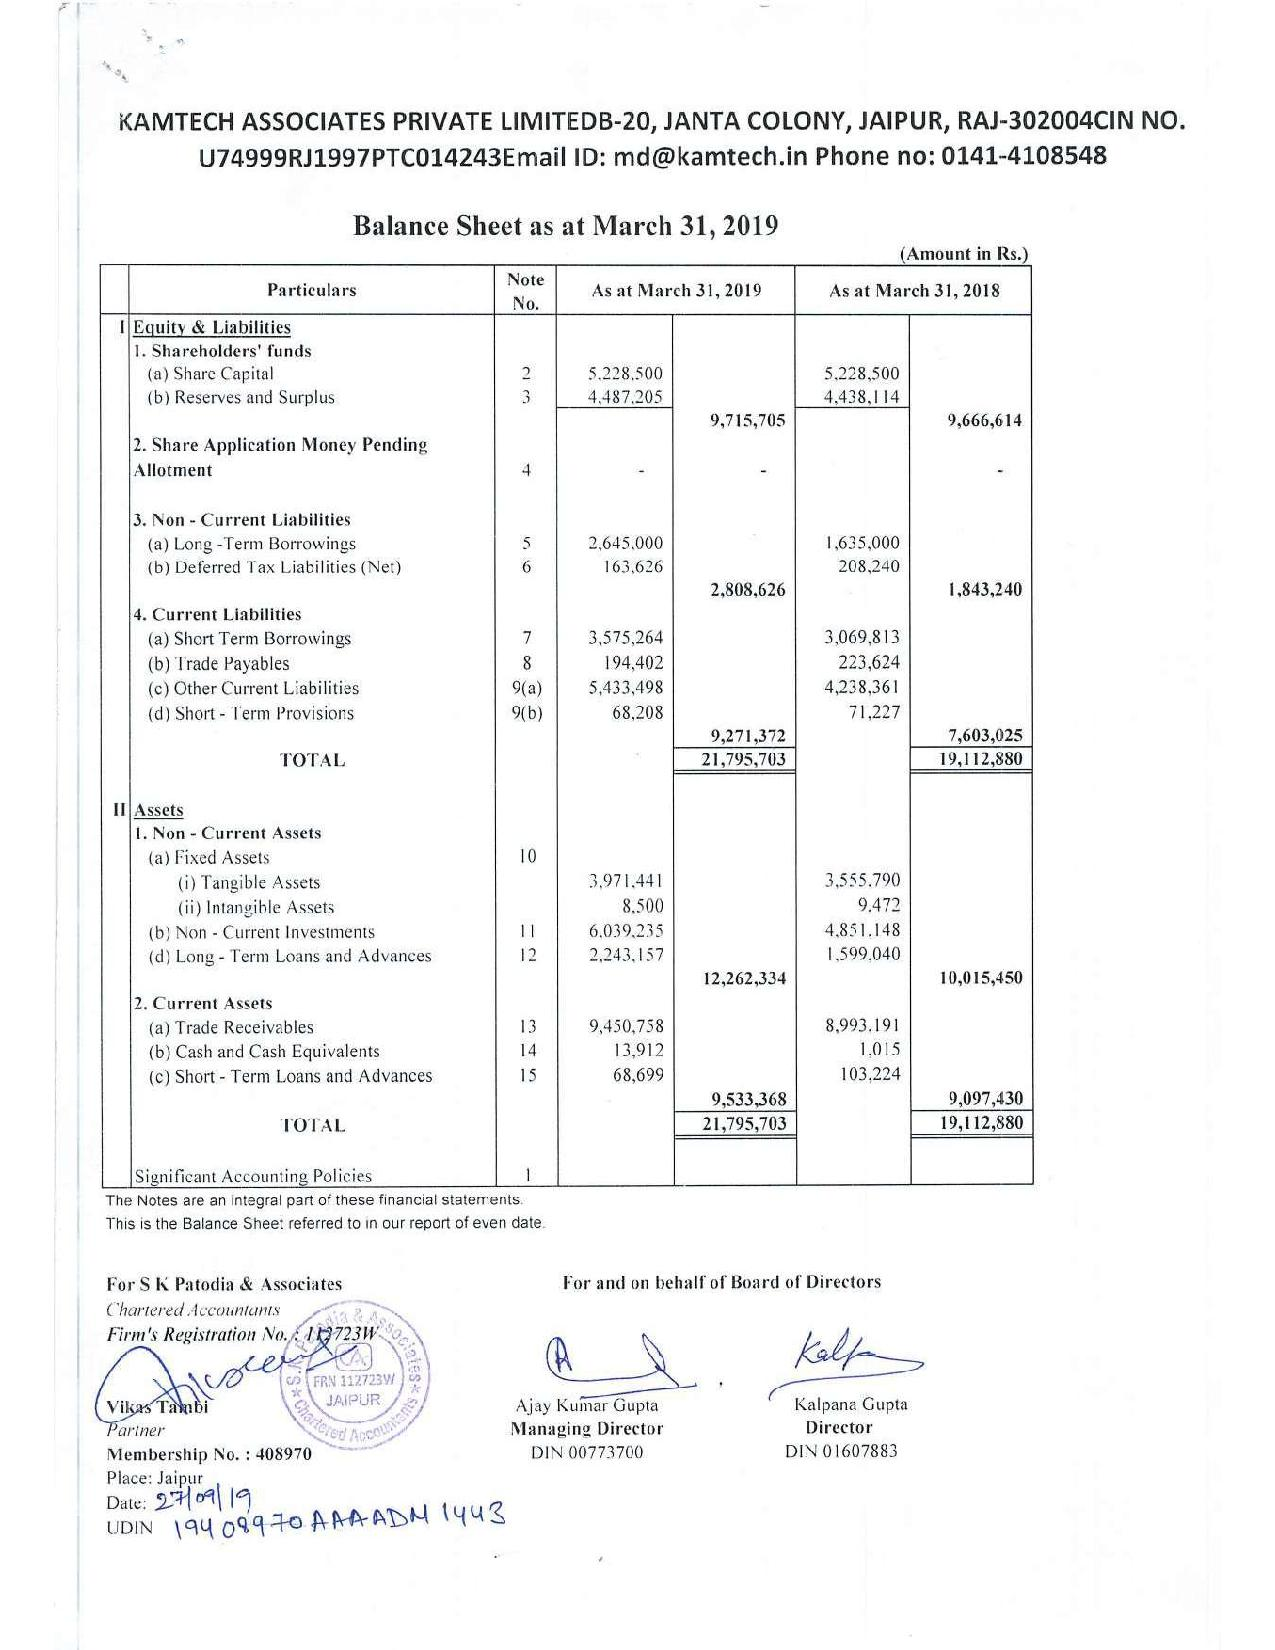 KAMTECH ASSOCIATES PRIVATE LIMITEDB-20, JANTA COLONY, JAIPUR, RAJ-302004CIN NO.
U74999RJ1997PTC014243Email ID: md@kamtech.in Phone no: 0141-4108548
Balance Sheet as at March 31, 2019
(Amount in Rs.)
Particulars Note No. As at March 31, 2019 As at March 31, 2018
I Equity & Liabilities
1. Shareholders' funds
(a) Share Capital 2 5,228,500 5,228,500
(b) Reserves and Surplus 3 4,487,205 4,438,114
9,715,705 9,666,614
2. Share Application Money Pending
Allotment 4 - - -
3. Non - Current Liabilities
(a) Long -Term Borrowings 5 2,645,000 1,635,000
(b) Deferred Tax Liabilities (Net) 6 163,626 208,240
2,808,626 1,843,240
4. Current Liabilities
(a) Short Term Borrowings 7 3,575,264 3,069,813
(b) Trade Payables 8 194,402 223,624
(c) Other Current Liabilities 9(a) 5,433,498 4,238,361
(d) Short - Term Provisions 9(b) 68,208 71,227
9,271,372 7,603,025
TOTAL 21,795,703 19,112,880
II Assets
1. Non - Current Assets
(a) Fixed Assets 10
(i) Tangible Assets 3,971,441 3,555,790
(ii) Intangible Assets 8,500 9,472
(b) Non - Current Investments 11 6,039,235 4,851,148
(d) Long - Term Loans and Advances 12 2,243,157 1,599,040
12,262,334 10,015,450
2. Current Assets
(a) Trade Receivables 13 9,450,758 8,993,191
(b) Cash and Cash Equivalents 14 13,912 1,015
(c) Short - Term Loans and Advances 15 68,699 103,224
9,533,368 9,097,430
TOTAL 21,795,703 19,112,880
Significant Accounting Policies 1
The Notes are an integral part of these financial statements.
This is the Balance Sheet referred to in our report of even date.
For S K Patodia & Associates For and on behalf of Board of Directors
Chartered Accountants
Firm's Registration No. : 112723W
S.K. Patodia & Associates
FRN 112723W
JAIPUR
Chartered Accountants
Vikas Tambi Ajay Kumar Gupta Kalpana Gupta
Partner Managing Director Director
Membership No. : 408970 DIN 00773700 DIN 01607883
Place: Jaipur
Date: 27/09/19
UDIN 19408970AAAADM1443